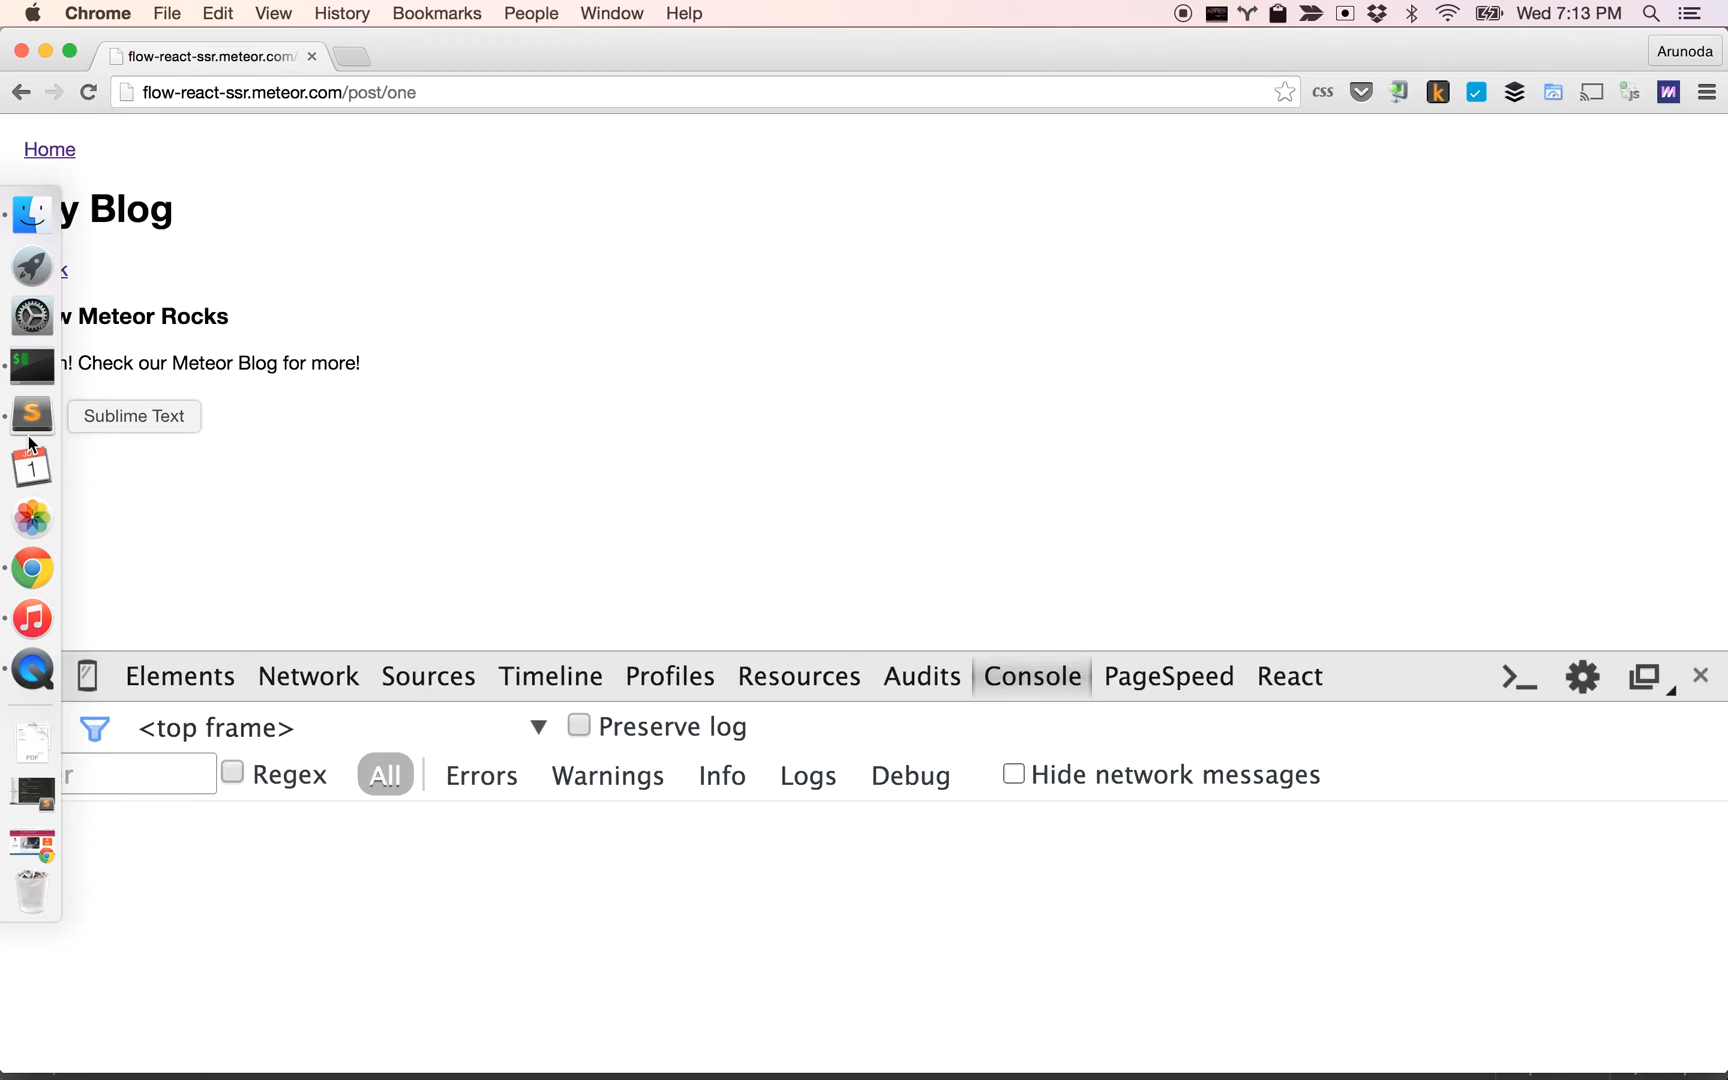 Chrome File Edit View History Bookmarks People Window Help Wed 7:13 PM
flow-react-ssr.meteor.com/
Arunoda
flow-react-ssr.meteor.com/post/one
css
k
js
Home
y Blog
k
w Meteor Rocks
h! Check our Meteor Blog for more!
$
S
Sublime Text
1
Elements Network Sources Timeline Profiles Resources Audits Console PageSpeed React
<top frame> Preserve log
r Regex All Errors Warnings Info Logs Debug Hide network messages
PDF